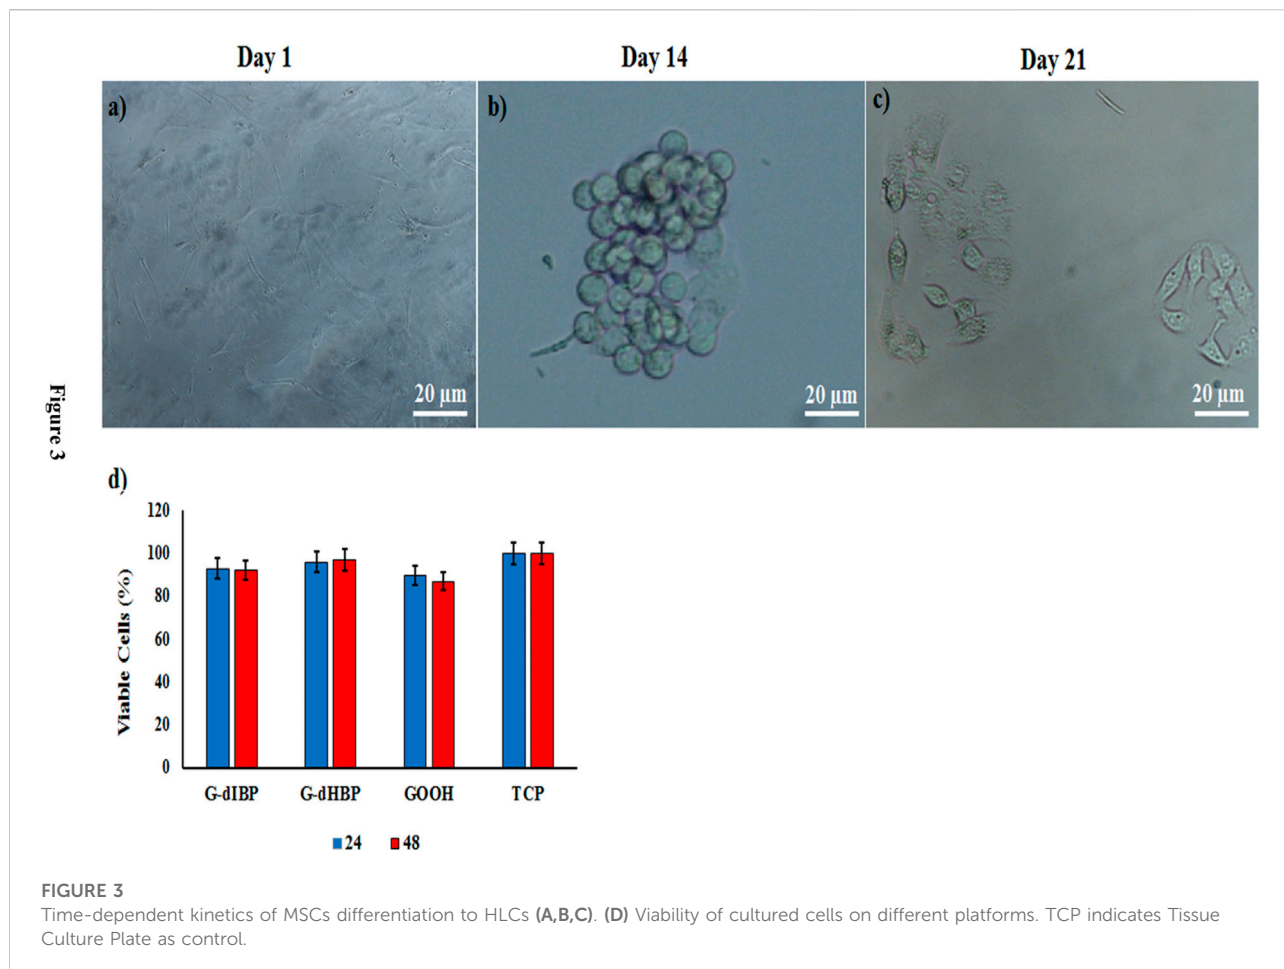 Day 1
Day 14
Day 21
a)
b)
c)
20 µm
20 µm
20 µm
Figure 3
d)
120
100
80
60
40
20
0
Viable Cells (%)
G-dIBP
G-dHBP
GOOH
TCP
24
48
FIGURE 3
Time-dependent kinetics of MSCs differentiation to HLCs (A,B,C). (D) Viability of cultured cells on different platforms. TCP indicates Tissue
Culture Plate as control.